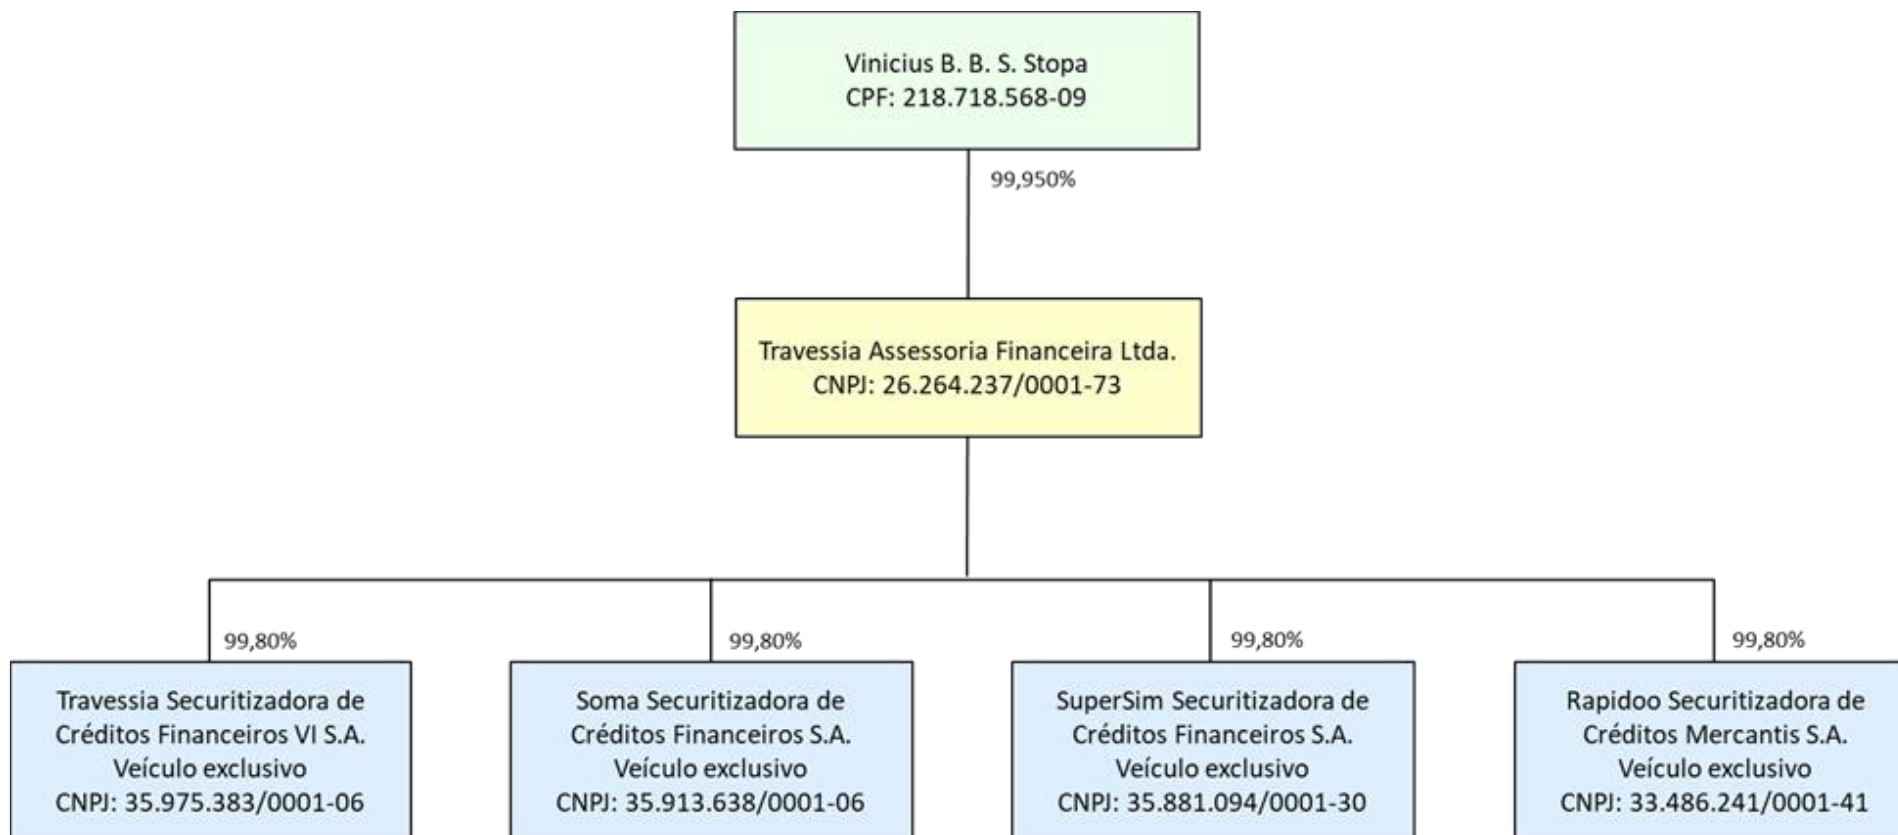 Vinicius B. B. S. Stopa
CPF: 218.718.568-09
99,950%
Travessia Assessoria Financeira Ltda.
CNPJ: 26.264.237/0001-73
99,80%
99,80%
99,80%
99,80%
Travessia Securitizadora de
Créditos Financeiros VI S.A.
Veículo exclusivo
CNPJ: 35.975.383/0001-06
Soma Securitizadora de
Créditos Financeiros S.A.
Veículo exclusivo
CNPJ: 35.913.638/0001-06
SuperSim Securitizadora de
Créditos Financeiros S.A.
Veículo exclusivo
CNPJ: 35.881.094/0001-30
Rapidoo Securitizadora de
Créditos Mercantis S.A.
Veículo exclusivo
CNPJ: 33.486.241/0001-41